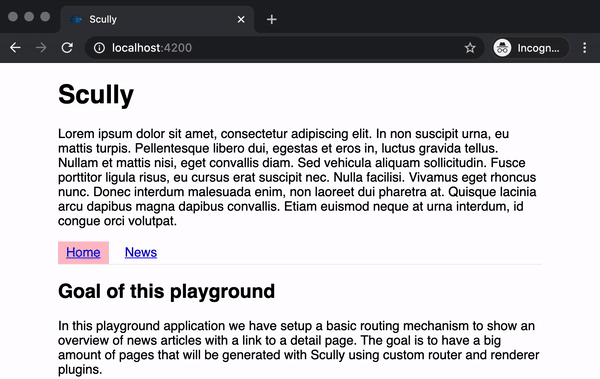 Scully
localhost:4200
Incogn...
Scully
Lorem ipsum dolor sit amet, consectetur adipiscing elit. In non suscipit urna, eu
mattis turpis. Pellentesque libero dui, egestas et eros in, luctus gravida tellus.
Nullam et mattis nisi, eget convallis diam. Sed vehicula aliquam sollicitudin. Fusce
porttitor ligula risus, eu cursus erat suscipit nec. Nulla facilisi. Vivamus eget rhoncus
nunc. Donec interdum malesuada enim, non laoreet dui pharetra at. Quisque lacinia
arcu dapibus magna dapibus convallis. Etiam euismod neque at urna interdum, id
congue orci volutpat.
Home News
Goal of this playground
In this playground application we have setup a basic routing mechanism to show an
overview of news articles with a link to a detail page. The goal is to have a big
amount of pages that will be generated with Scully using custom router and renderer
plugins.